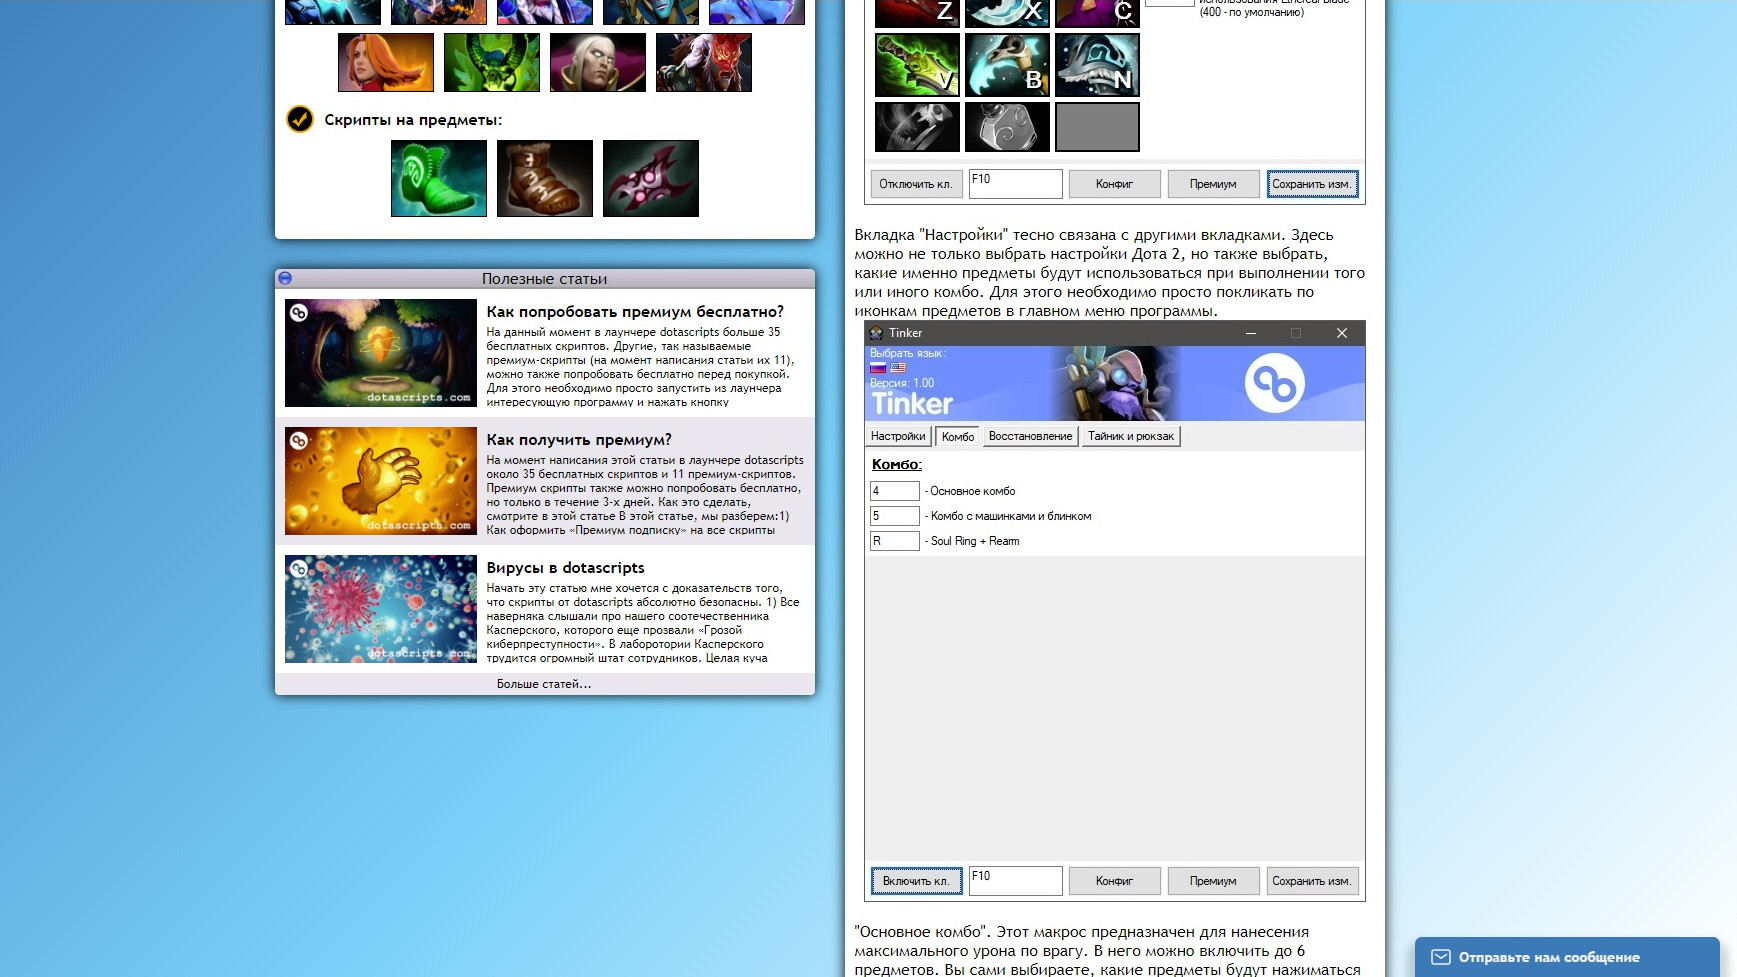 Скрипты на предметы:
Полезные статьи
Как попробовать премиум бесплатно?
На данный момент в лаунчере dotascripts больше 35
бесплатных скриптов. Другие, так называемые
премиум-скрипты (на момент написания статьи их 11),
можно также попробовать бесплатно перед покупкой.
Для этого необходимо просто запустить из лаунчера
интересующую программу и нажать кнопку
dotascripts.com
Как получить премиум?
На момент написания этой статьи в лаунчере dotascripts
около 35 бесплатных скриптов и 11 премиум-скриптов.
Премиум скрипты также можно попробовать бесплатно,
но только в течение 3-х дней. Как это сделать,
смотрите в этой статье В этой статье, мы разберем:1)
Как оформить «Премиум подписку» на все скрипты
dotascripts.com
Вирусы в dotascripts
Начать эту статью мне хочется с доказательств того,
что скрипты от dotascripts абсолютно безопасны. 1) Все
наверняка слышали про нашего соотечественника
Касперского, которого еще прозвали «Грозой
киберпреступности». В лаборотории Касперского
трудится огромный штат сотрудников. Целая куча
dotascripts.com
Больше статей...
использования Ethereal Blade
(400 - по умолчанию)
Z X C
V B N
Отключить кл. F10 Конфиг Премиум Сохранить изм.
Вкладка "Настройки" тесно связана с другими вкладками. Здесь
можно не только выбрать настройки Дота 2, но также выбрать,
какие именно предметы будут использоваться при выполнении того
или иного комбо. Для этого необходимо просто покликать по
иконкам предметов в главном меню программы.
Tinker
Выбрать язык:
Версия: 1.00
Tinker
Настройки Комбо Восстановление Тайник и рюкзак
Комбо:
4 - Основное комбо
5 - Комбо с машинками и блинком
R - Soul Ring + Rearm
Включить кл. F10 Конфиг Премиум Сохранить изм.
"Основное комбо". Этот макрос предназначен для нанесения
максимального урона по врагу. В него можно включить до 6
предметов. Вы сами выбираете, какие предметы будут нажиматься
Отправьте нам сообщение